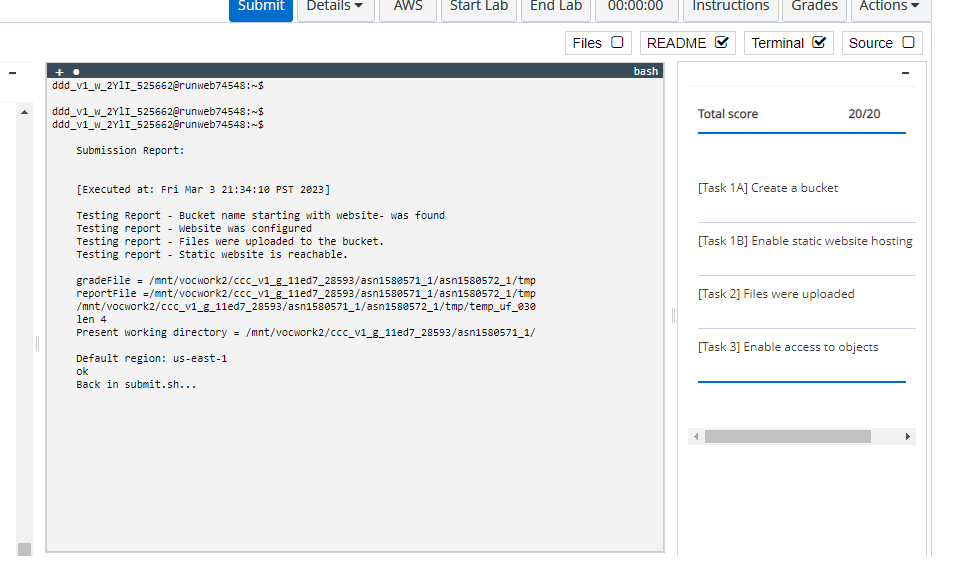 Submit Details AWS Start Lab End Lab 00:00:00 Instructions Grades Actions
Files README Terminal Source
+ bash
ddd_v1_w_2YlI_525662@runweb74548:~$
ddd_v1_w_2YlI_525662@runweb74548:~$
ddd_v1_w_2YlI_525662@runweb74548:~$
Submission Report:
[Executed at: Fri Mar 3 21:34:10 PST 2023]
Testing Report - Bucket name starting with website- was found
Testing report - Website was configured
Testing report - Files were uploaded to the bucket.
Testing report - Static website is reachable.
gradeFile = /mnt/vocwork2/ccc_v1_g_11ed7_28593/asn1580571_1/asn1580572_1/tmp
reportFile =/mnt/vocwork2/ccc_v1_g_11ed7_28593/asn1580571_1/asn1580572_1/tmp
/mnt/vocwork2/ccc_v1_g_11ed7_28593/asn1580571_1/asn1580572_1/tmp/temp_uf_030
len 4
Present working directory = /mnt/vocwork2/ccc_v1_g_11ed7_28593/asn1580571_1/
Default region: us-east-1
ok
Back in submit.sh...
Total score 20/20
[Task 1A] Create a bucket
[Task 1B] Enable static website hosting
[Task 2] Files were uploaded
[Task 3] Enable access to objects